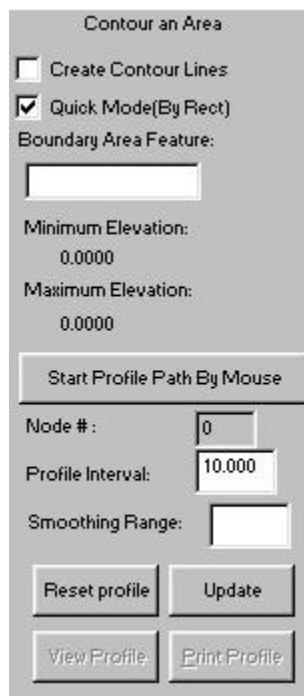 Contour an Area
Create Contour Lines
Quick Mode(By Rect)
Boundary Area Feature:
Minimum Elevation:
0.0000
Maximum Elevation:
0.0000
Start Profile Path By Mouse
Node # : 0
Profile Interval: 10.000
Smoothing Range:
Reset profile Update
View Profile Print Profile